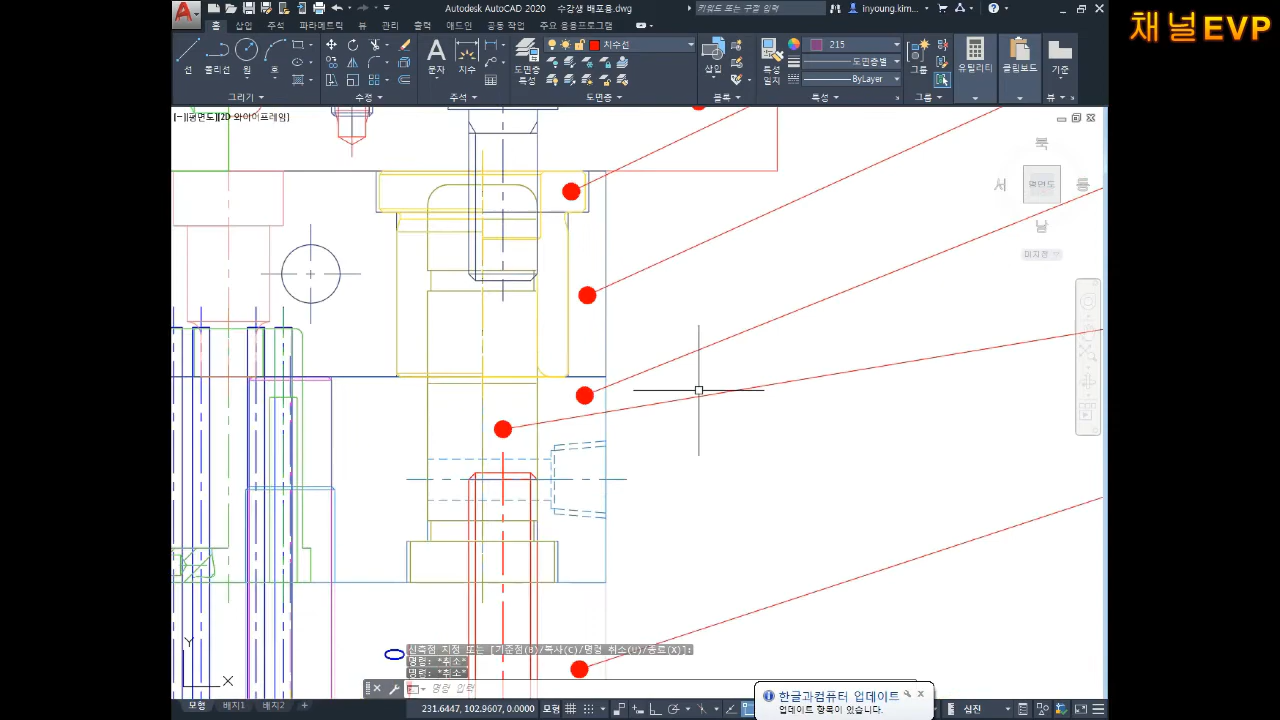 Autodesk AutoCAD 2020 수강생 배포용.dwg
키워드 또는 구절 입력
inyoung.kim...
채널EVP
홈 삽입 주석 파라메트릭 뷰 관리 출력 애드인 공동 작업 주요 응용프로그램
선 폴리선 원 호
문자 치수
도면층 특성
지수선
삽입
특성 일치
215
도면층별
ByLayer
그룹 유틸리티 클립보드 기준
그리기 수정 주석 도면층 블록 특성 그룹 뷰
[-][평면도][2D 와이어프레임]
북
서 평면도 동
남
미지정
Y
X
신축점 지정 또는 [기준점(B)/복사(C)/명령 취소(U)/종료(X)]:
명령: *취소*
명령: *취소*
명령 입력
한글과컴퓨터 업데이트
업데이트 항목이 있습니다.
모형 배치1 배치2 +
231.6447, 102.9607, 0.0000 모형
십진